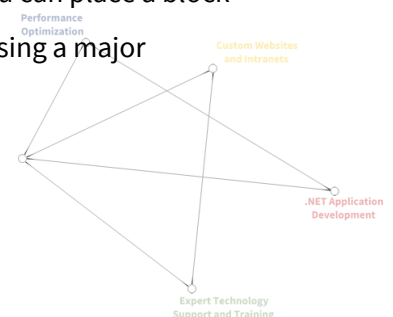 u can place a block
Performance
Optimization
sing a major
Custom Websites
and Intranets
.NET Application
Development
Expert Technology
Support and Training